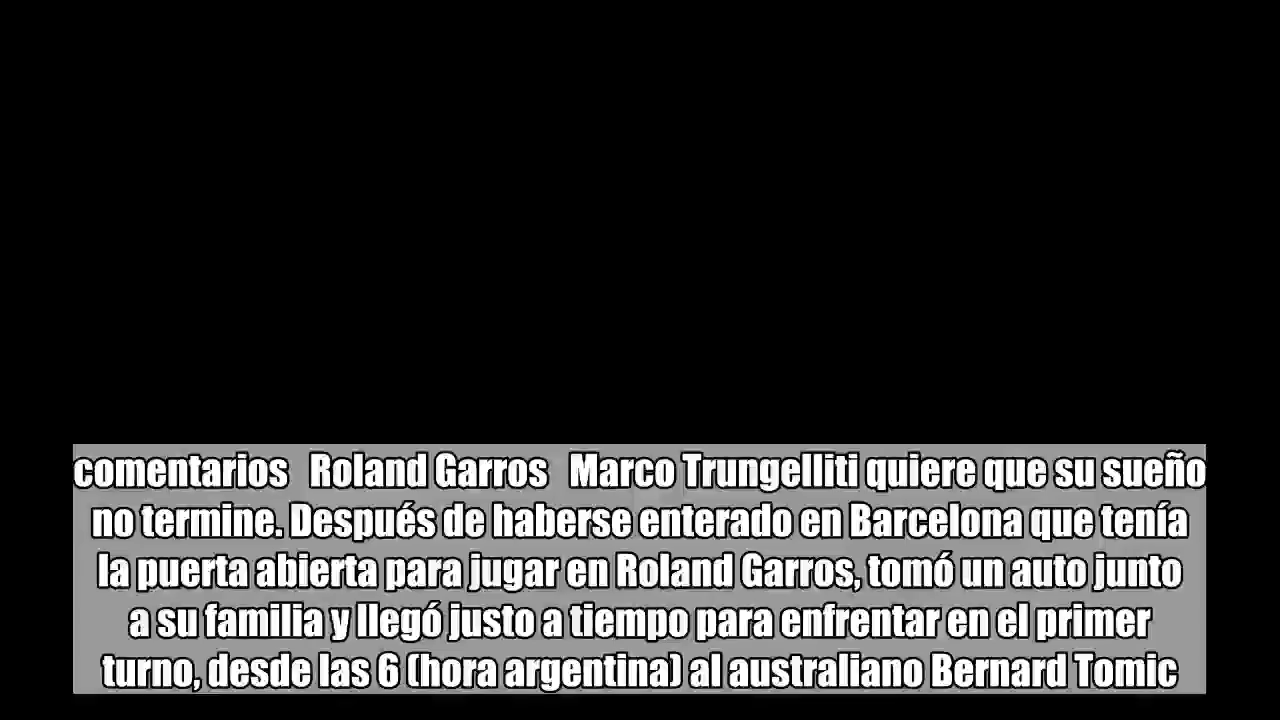 comentarios Roland Garros Marco Trungelliti quiere que su sueño
no termine. Después de haberse enterado en Barcelona que tenía
la puerta abierta para jugar en Roland Garros, tomó un auto junto
a su familia y llegó justo a tiempo para enfrentar en el primer
turno, desde las 6 (hora argentina) al australiano Bernard Tomic